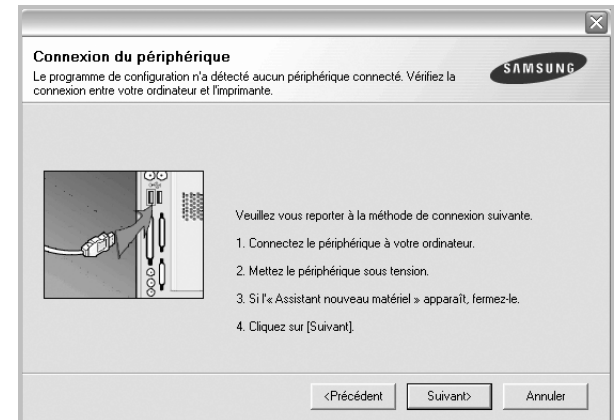 Connexion du périphérique
Le programme de configuration n'a détecté aucun périphérique connecté. Vérifiez la
connexion entre votre ordinateur et l'imprimante.
SAMSUNG
Veuillez vous reporter à la méthode de connexion suivante.
1. Connectez le périphérique à votre ordinateur.
2. Mettez le périphérique sous tension.
3. Si l'« Assistant nouveau matériel » apparaît, fermez-le.
4. Cliquez sur [Suivant].
<Précédent
Suivant>
Annuler